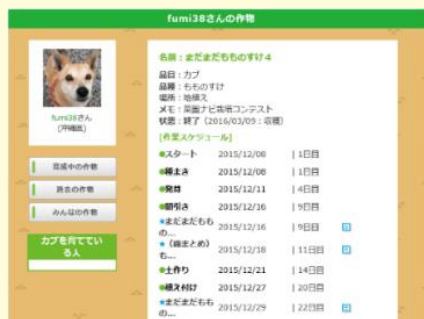 fumi38さんの作物
fumi38さん
(沖縄県)
育成中の作物
過去の作物
みんなの作物
カブを育てている人
名前：まだまだもものすけ４
品目：カブ
品種：もものすけ
場所：地植え
メモ：菜園ナビ栽培コンテスト
状態：終了（2016/03/09：収穫）
[作業スケジュール]
●スタート 2015/12/08 | 1日目
●種まき 2015/12/08 | 1日目
●発芽 2015/12/11 | 4日目
●間引き 2015/12/16 | 9日目
★まだまだももの... 2015/12/16 | 9日目
★（歯まとめ）も... 2015/12/18 | 11日目
●土作り 2015/12/21 | 14日目
●植え付け 2015/12/27 | 20日目
★まだまだももの... 2015/12/29 | 22日目